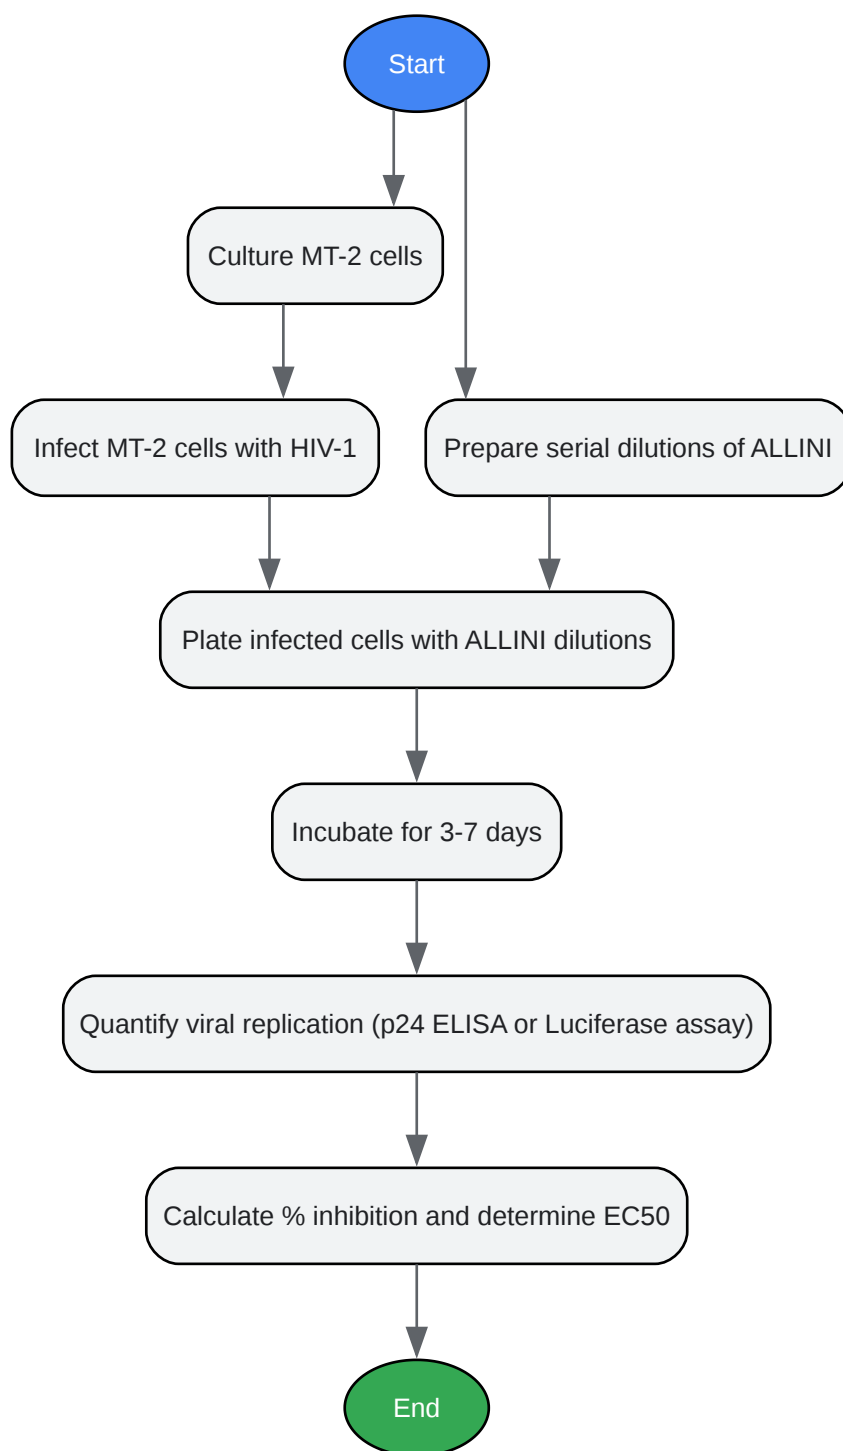 Start
Culture MT-2 cells
Infect MT-2 cells with HIV-1
Prepare serial dilutions of ALLINI
Plate infected cells with ALLINI dilutions
Incubate for 3-7 days
Quantify viral replication (p24 ELISA or Luciferase assay)
Calculate % inhibition and determine EC50
End